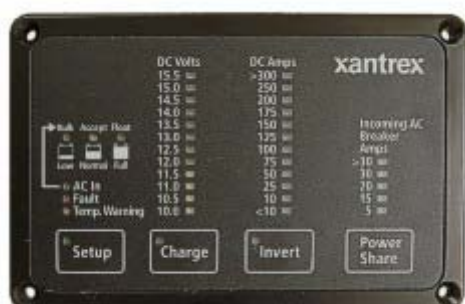 xantrex
DC Volts
15.5
15.0
14.5
14.0
13.5
13.0
12.5
12.0
11.5
11.0
10.5
10.0
DC Amps
>300
250
200
175
150
125
100
75
50
25
10
<10
Incoming AC
Breaker
Amps
>30
30
20
15
5
Bulk Accept Float
Low Normal Full
AC In
Fault
Temp. Warning
Setup
Charge
Invert
Power
Share